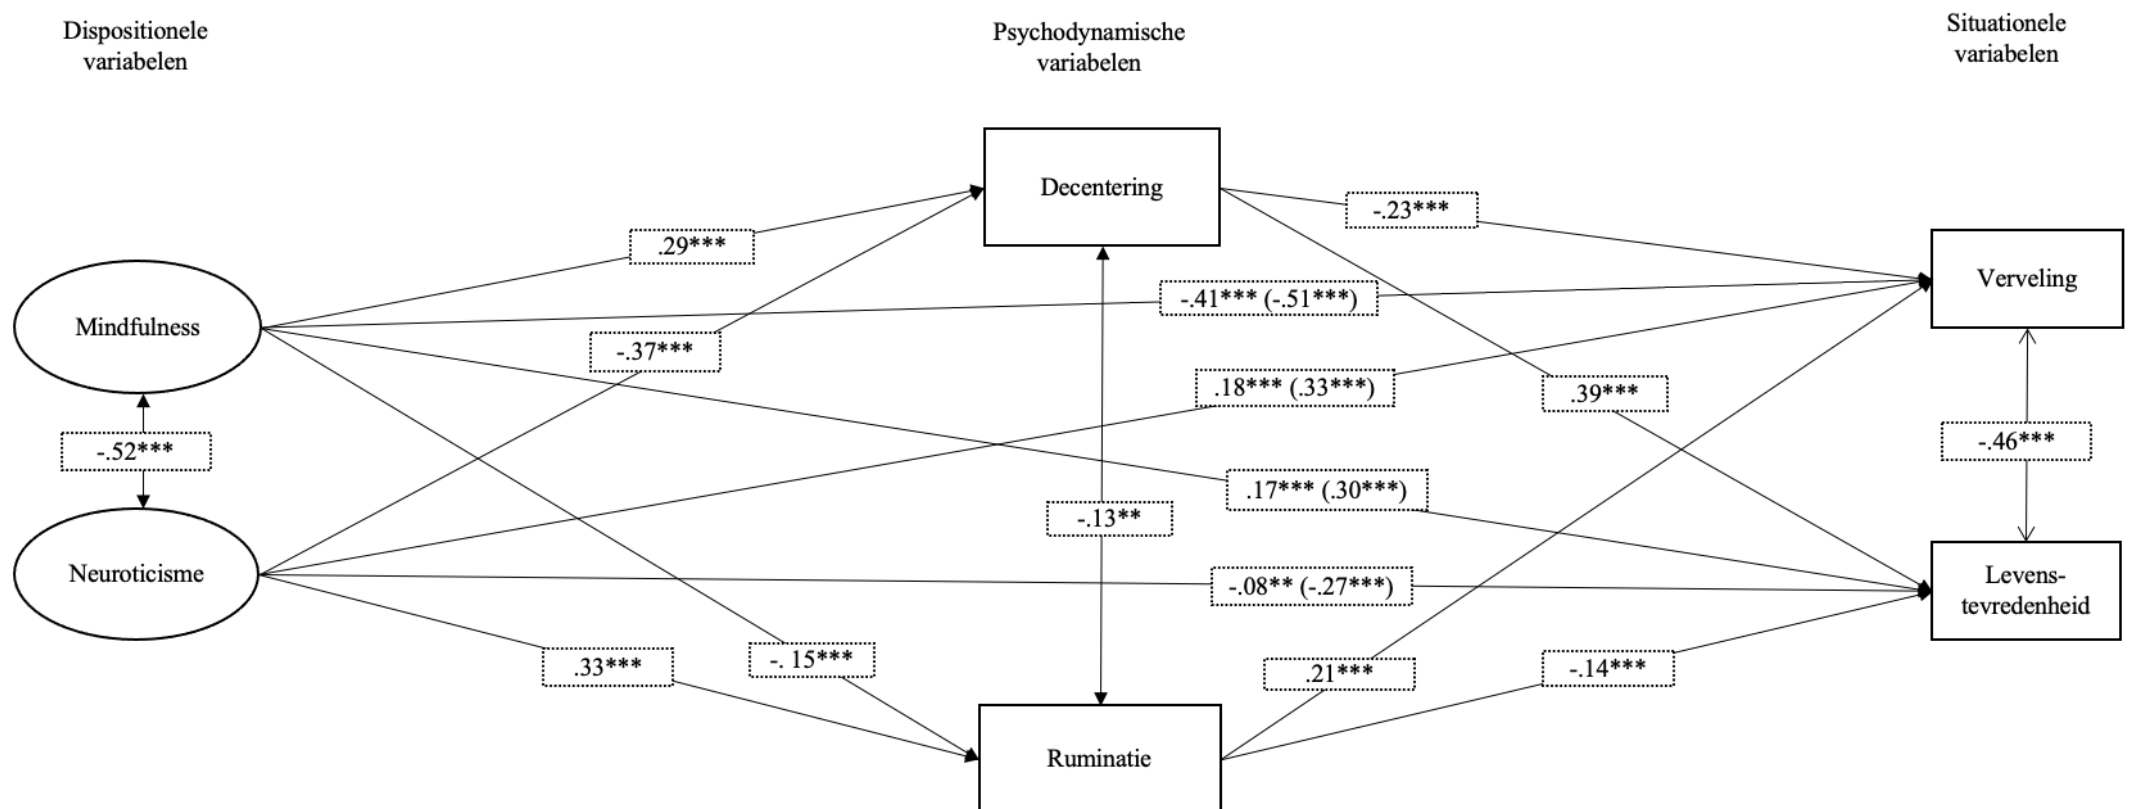 Dispositionele
variabelen
Psychodynamische
variabelen
Situationele
variabelen
Decentering
-.23***
.29***
Verveling
-.41*** (-.51***)
Mindfulness
-.37***
.18*** (.33***)
.39***
-.52***
-.46***
.17*** (.30***)
-.13**
Neuroticisme
-.08** (-.27***)
Levens-
tevredenheid
.33***
-. 15***
.21***
-.14***
Ruminatie